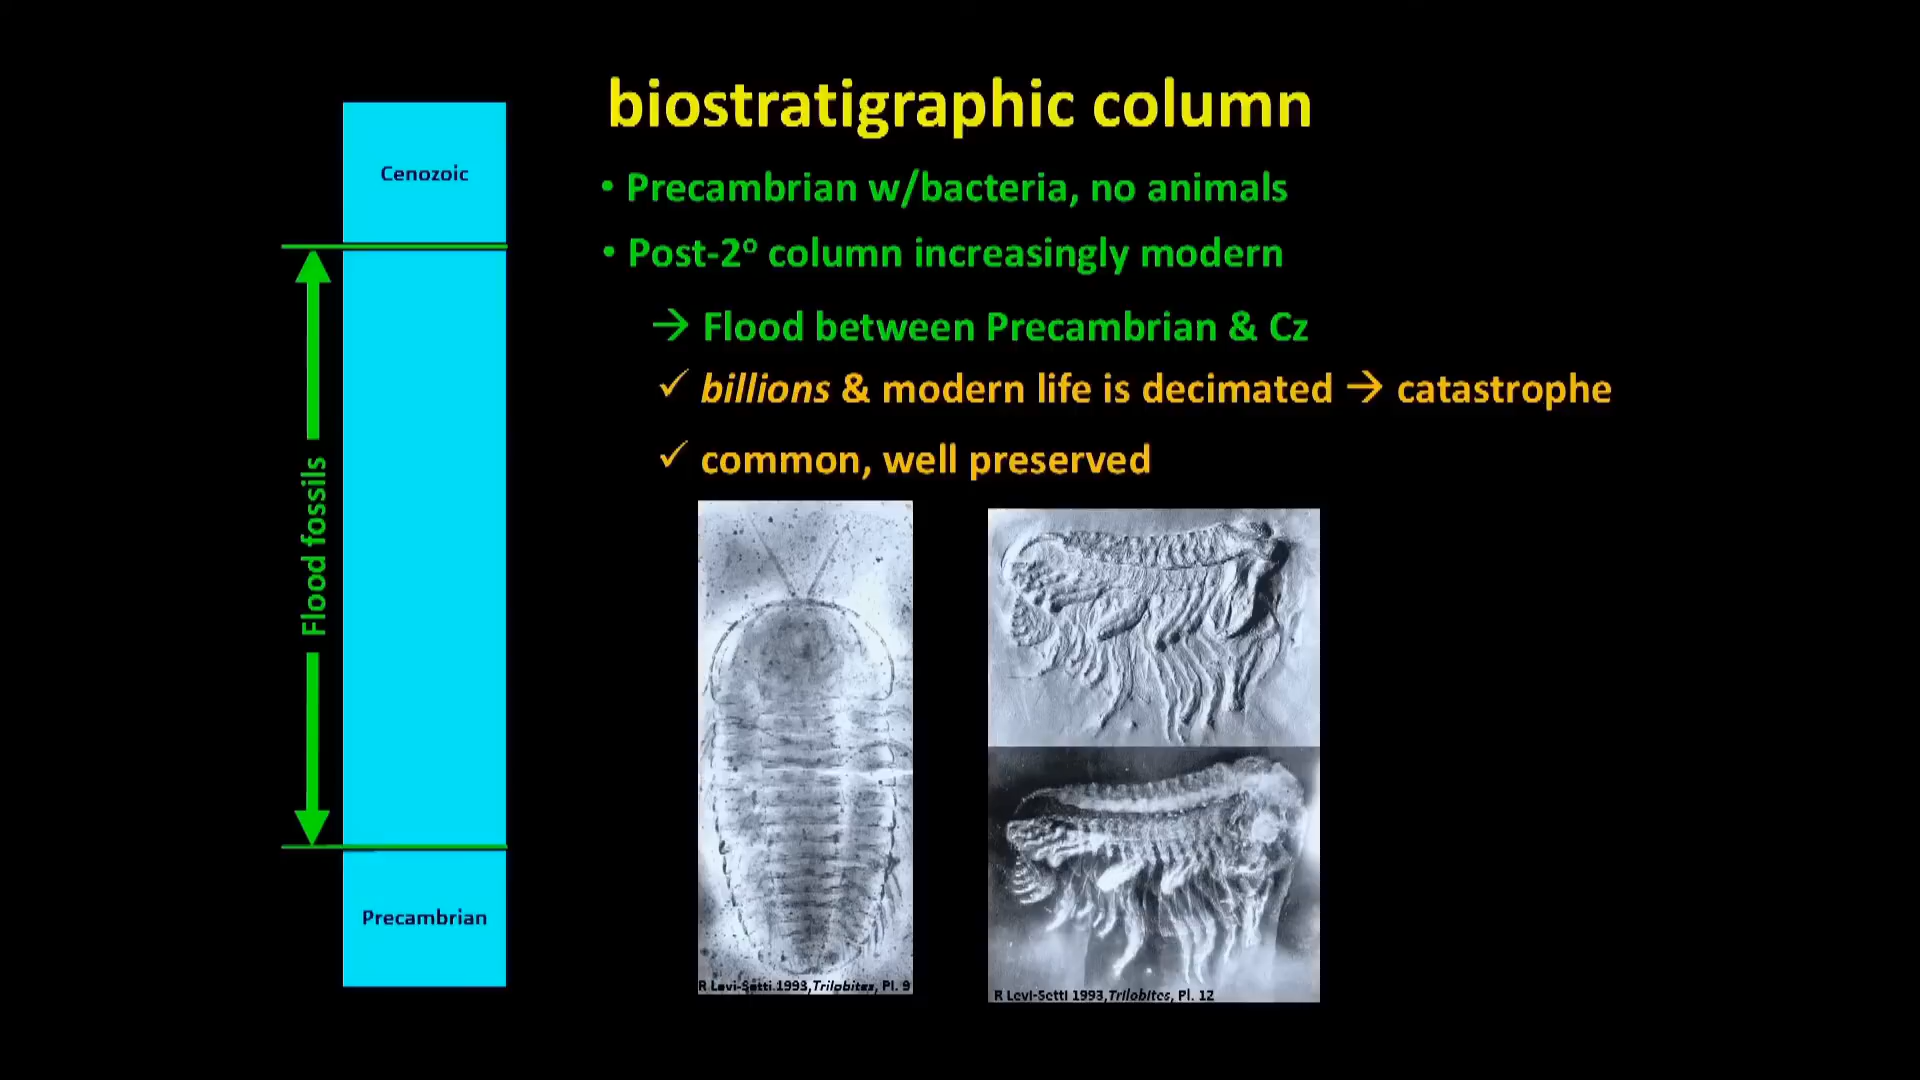 biostratigraphic column
Cenozoic
• Precambrian w/bacteria, no animals
• Post-2º column increasingly modern
→ Flood between Precambrian & Cz
✓ billions & modern life is decimated → catastrophe
✓ common, well preserved
Flood fossils
Precambrian
R Levi-Setti 1993, Trilobites, Pl. 9
R Levi-Setti 1993, Trilobites, Pl. 12